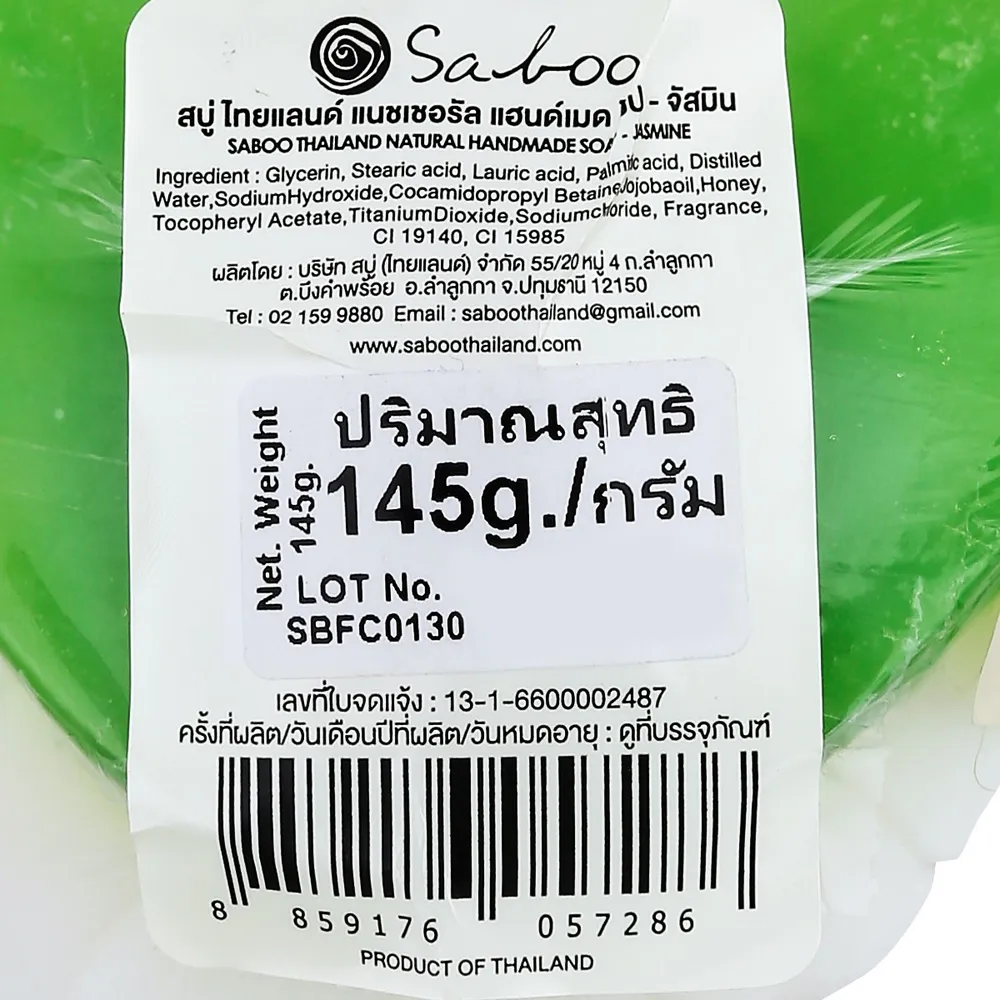 Saboo
สบู่ ไทยแลนด์ แนชเชอรัล แฮนด์เมด - จัสมิน
SABOO THAILAND NATURAL HANDMADE SOAP - JASMINE
Ingredient : Glycerin, Stearic acid, Lauric acid, Palmitic acid, Distilled
Water,SodiumHydroxide,Cocamidopropyl Betaine,Jojobaoil,Honey,
Tocopheryl Acetate,TitaniumDioxide,Sodiumchloride, Fragrance,
CI 19140, CI 15985
ผลิตโดย : บริษัท สบู่ (ไทยแลนด์) จำกัด 55/20 หมู่ 4 ถ.ลำลูกกา
ต.บึงคำพร้อย อ.ลำลูกกา จ.ปทุมธานี 12150
Tel : 02 159 9880 Email : saboothailand@gmail.com
www.saboothailand.com
Net. Weight
145g.
ปริมาณสุทธิ
145g./กรัม
LOT No.
SBFC0130
เลขที่ใบจดแจ้ง : 13-1-6600002487
ครั้งที่ผลิต/วันเดือนปีที่ผลิต/วันหมดอายุ : ดูที่บรรจุภัณฑ์
8 859176 057286
PRODUCT OF THAILAND